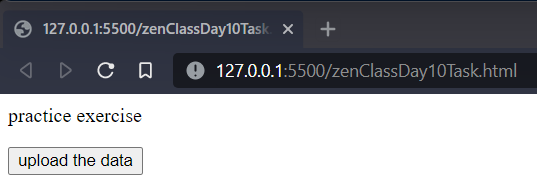 127.0.0.1:5500/zenClassDay10Task
127.0.0.1:5500/zenClassDay10Task.html
practice exercise
upload the data